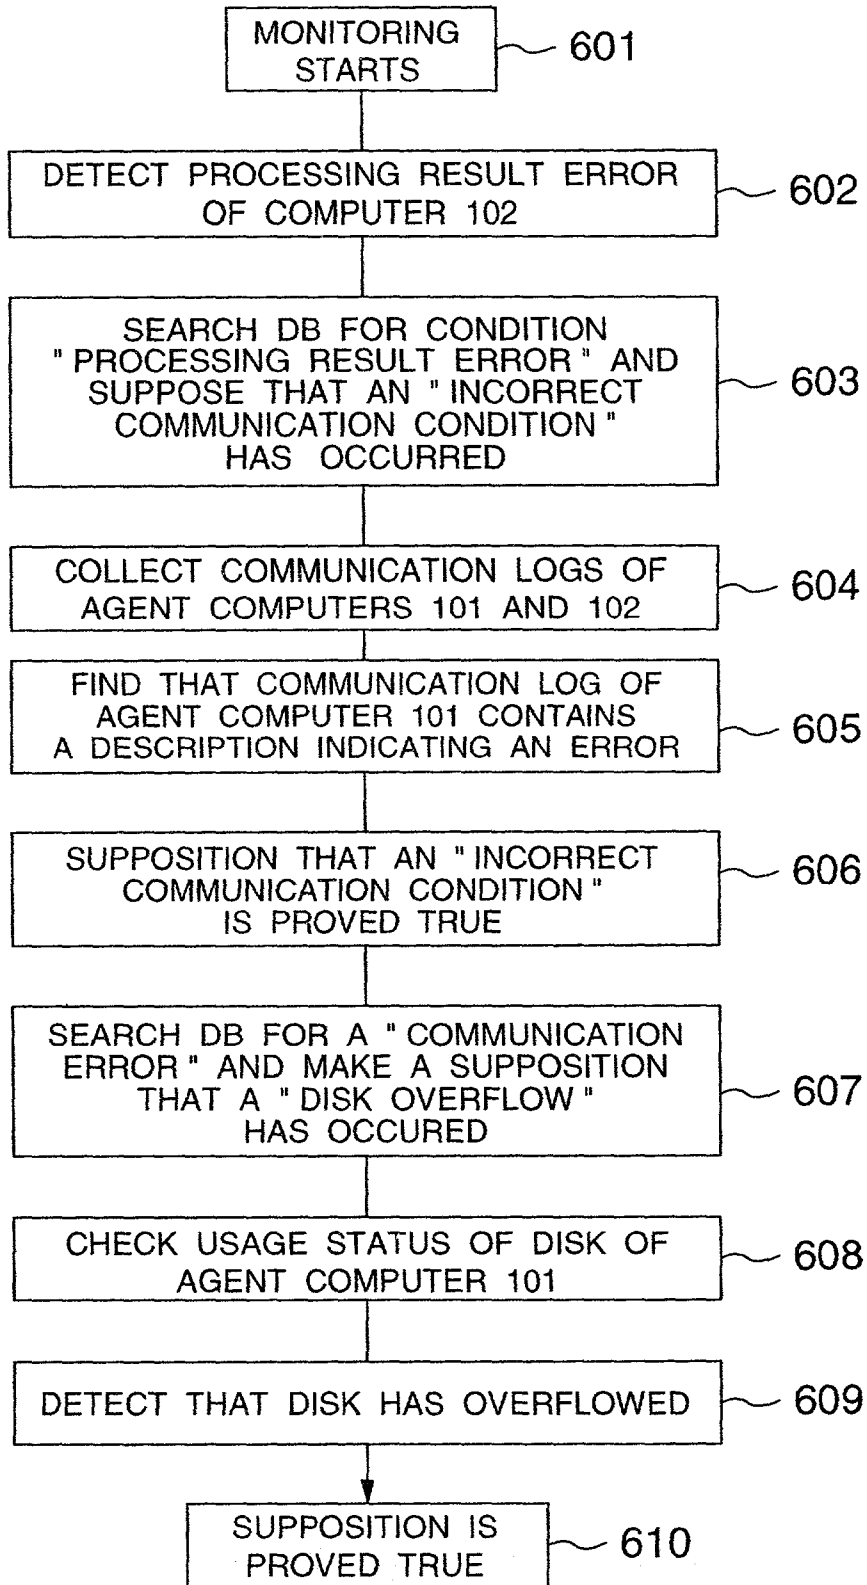 MONITORING
STARTS
601
DETECT PROCESSING RESULT ERROR
OF COMPUTER 102
602
SEARCH DB FOR CONDITION
"PROCESSING RESULT ERROR" AND
SUPPOSE THAT AN "INCORRECT
COMMUNICATION CONDITION"
HAS OCCURRED
603
COLLECT COMMUNICATION LOGS OF
AGENT COMPUTERS 101 AND 102
604
FIND THAT COMMUNICATION LOG OF
AGENT COMPUTER 101 CONTAINS
A DESCRIPTION INDICATING AN ERROR
605
SUPPOSITION THAT AN "INCORRECT
COMMUNICATION CONDITION"
IS PROVED TRUE
606
SEARCH DB FOR A "COMMUNICATION
ERROR" AND MAKE A SUPPOSITION
THAT A "DISK OVERFLOW"
HAS OCCURED
607
CHECK USAGE STATUS OF DISK OF
AGENT COMPUTER 101
608
DETECT THAT DISK HAS OVERFLOWED
609
SUPPOSITION IS
PROVED TRUE
610